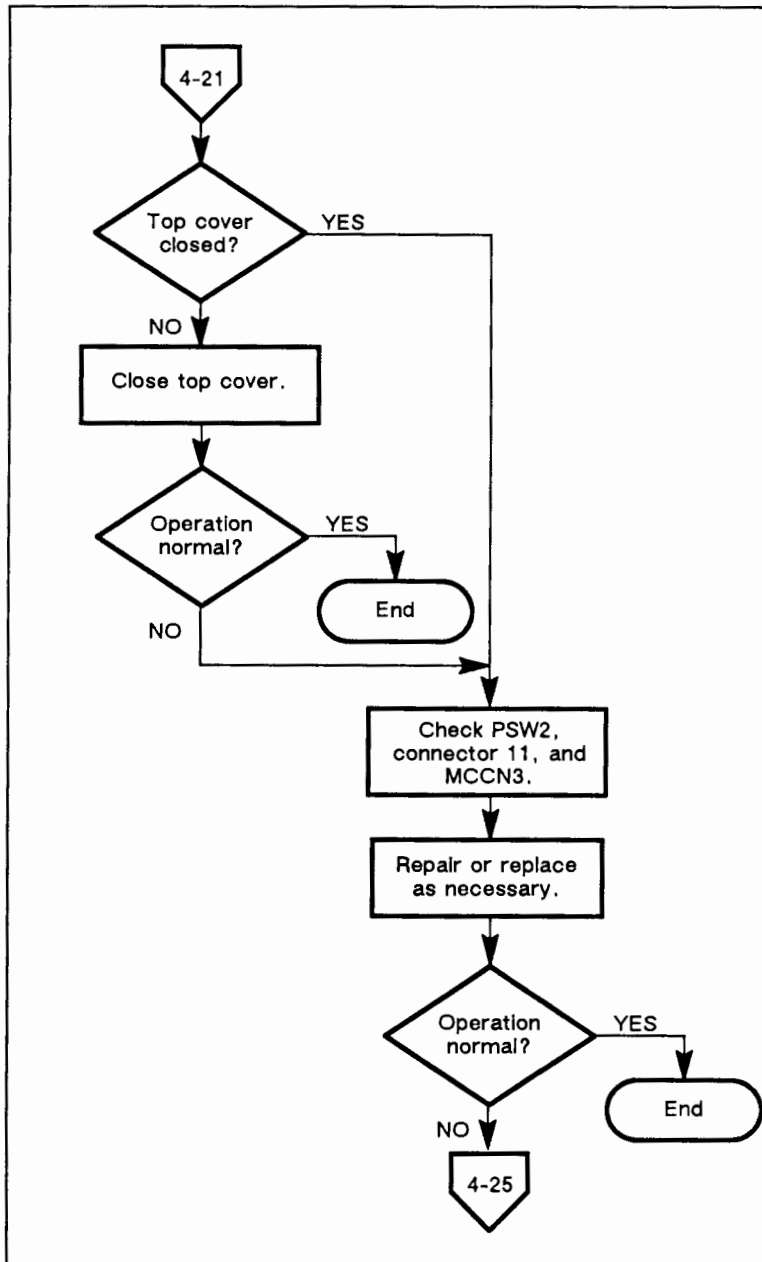 4-21
Top cover
closed?
YES
NO
Close top cover.
Operation
normal?
YES
End
NO
Check PSW2,
connector 11, and
MCCN3.
Repair or replace
as necessary.
Operation
normal?
YES
End
NO
4-25